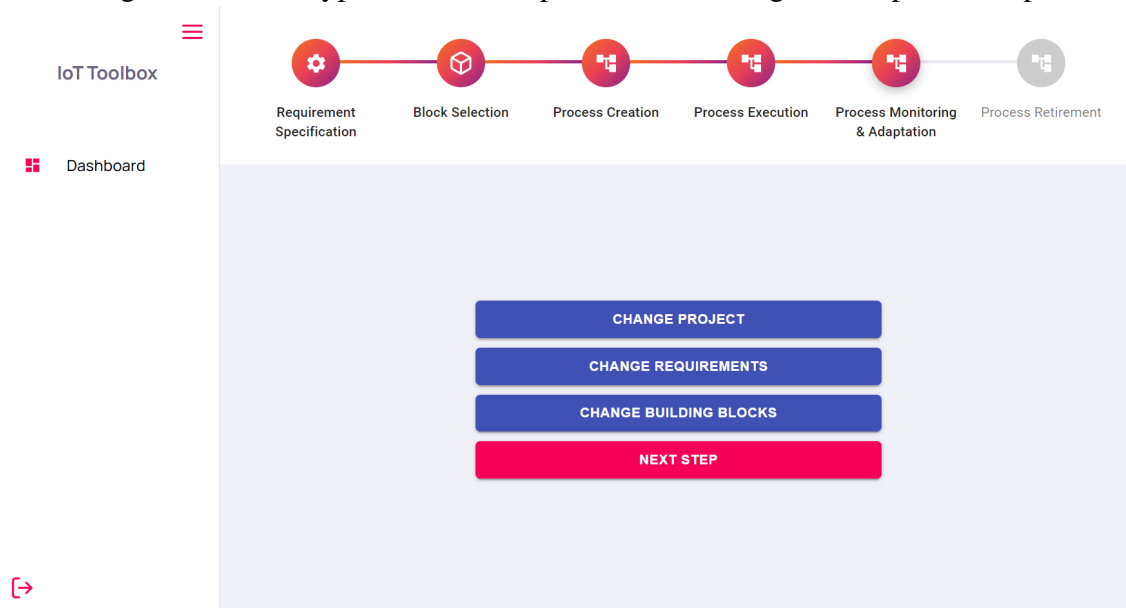 IoT Toolbox
Dashboard
Requirement
Specification
Block Selection
Process Creation
Process Execution
Process Monitoring
& Adaptation
Process Retirement
CHANGE PROJECT
CHANGE REQUIREMENTS
CHANGE BUILDING BLOCKS
NEXT STEP